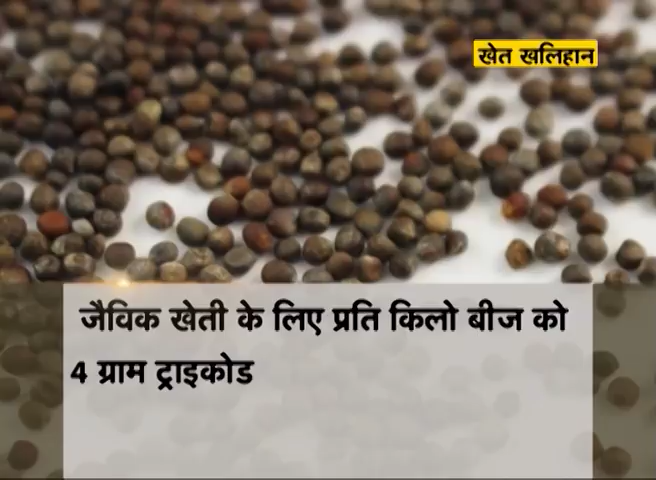 खेत खलिहान
जैविक खेती के लिए प्रति किलो बीज को
4 ग्राम ट्राइकोड